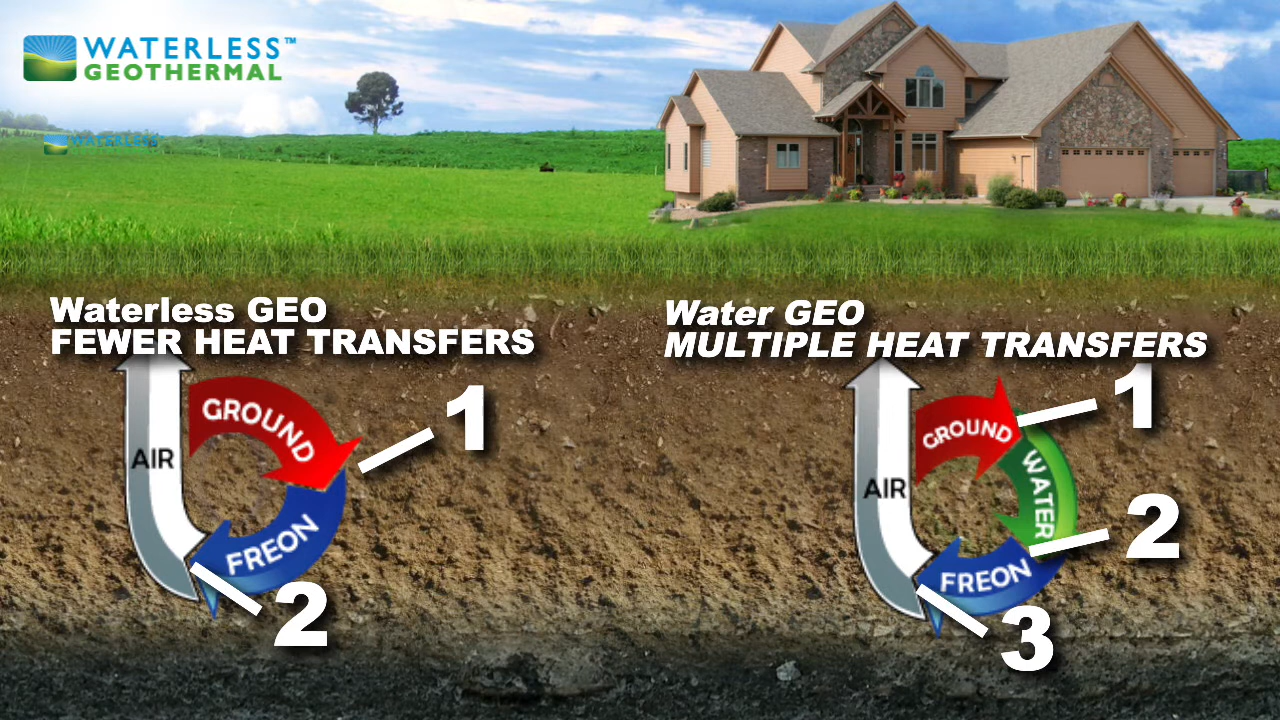 WATERLESS™
GEOTHERMAL
WATERLESS
Waterless GEO
FEWER HEAT TRANSFERS
GROUND
1
AIR
FREON
2
Water GEO
MULTIPLE HEAT TRANSFERS
1
GROUND
WATER
AIR
2
FREON
3